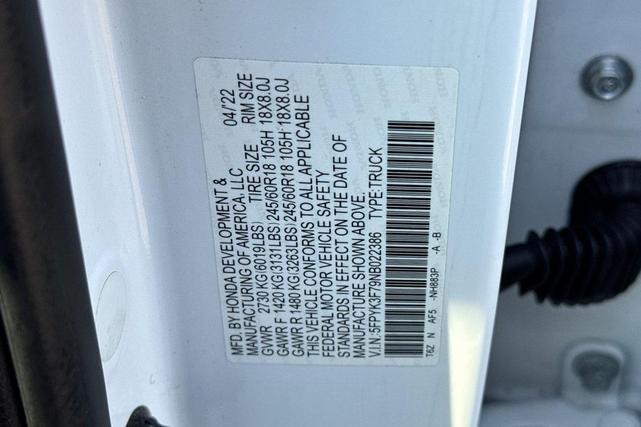 MFD. BY HONDA DEVELOPMENT &
MANUFACTURING OF AMERICA, LLC 04/'22
GVWR 2730 KG(6019LBS) TIRE SIZE RIM SIZE
GAWR F 1420 KG(3131LBS) 245/60R18 105H 18X8.0J
GAWR R 1480 KG(3263LBS) 245/60R18 105H 18X8.0J
THIS VEHICLE CONFORMS TO ALL APPLICABLE
FEDERAL MOTOR VEHICLE SAFETY
STANDARDS IN EFFECT ON THE DATE OF
MANUFACTURE SHOWN ABOVE.
V.I.N.:5FPYK3F79NB022386 TYPE:TRUCK
T6Z N AF5 -NH883P -A -B